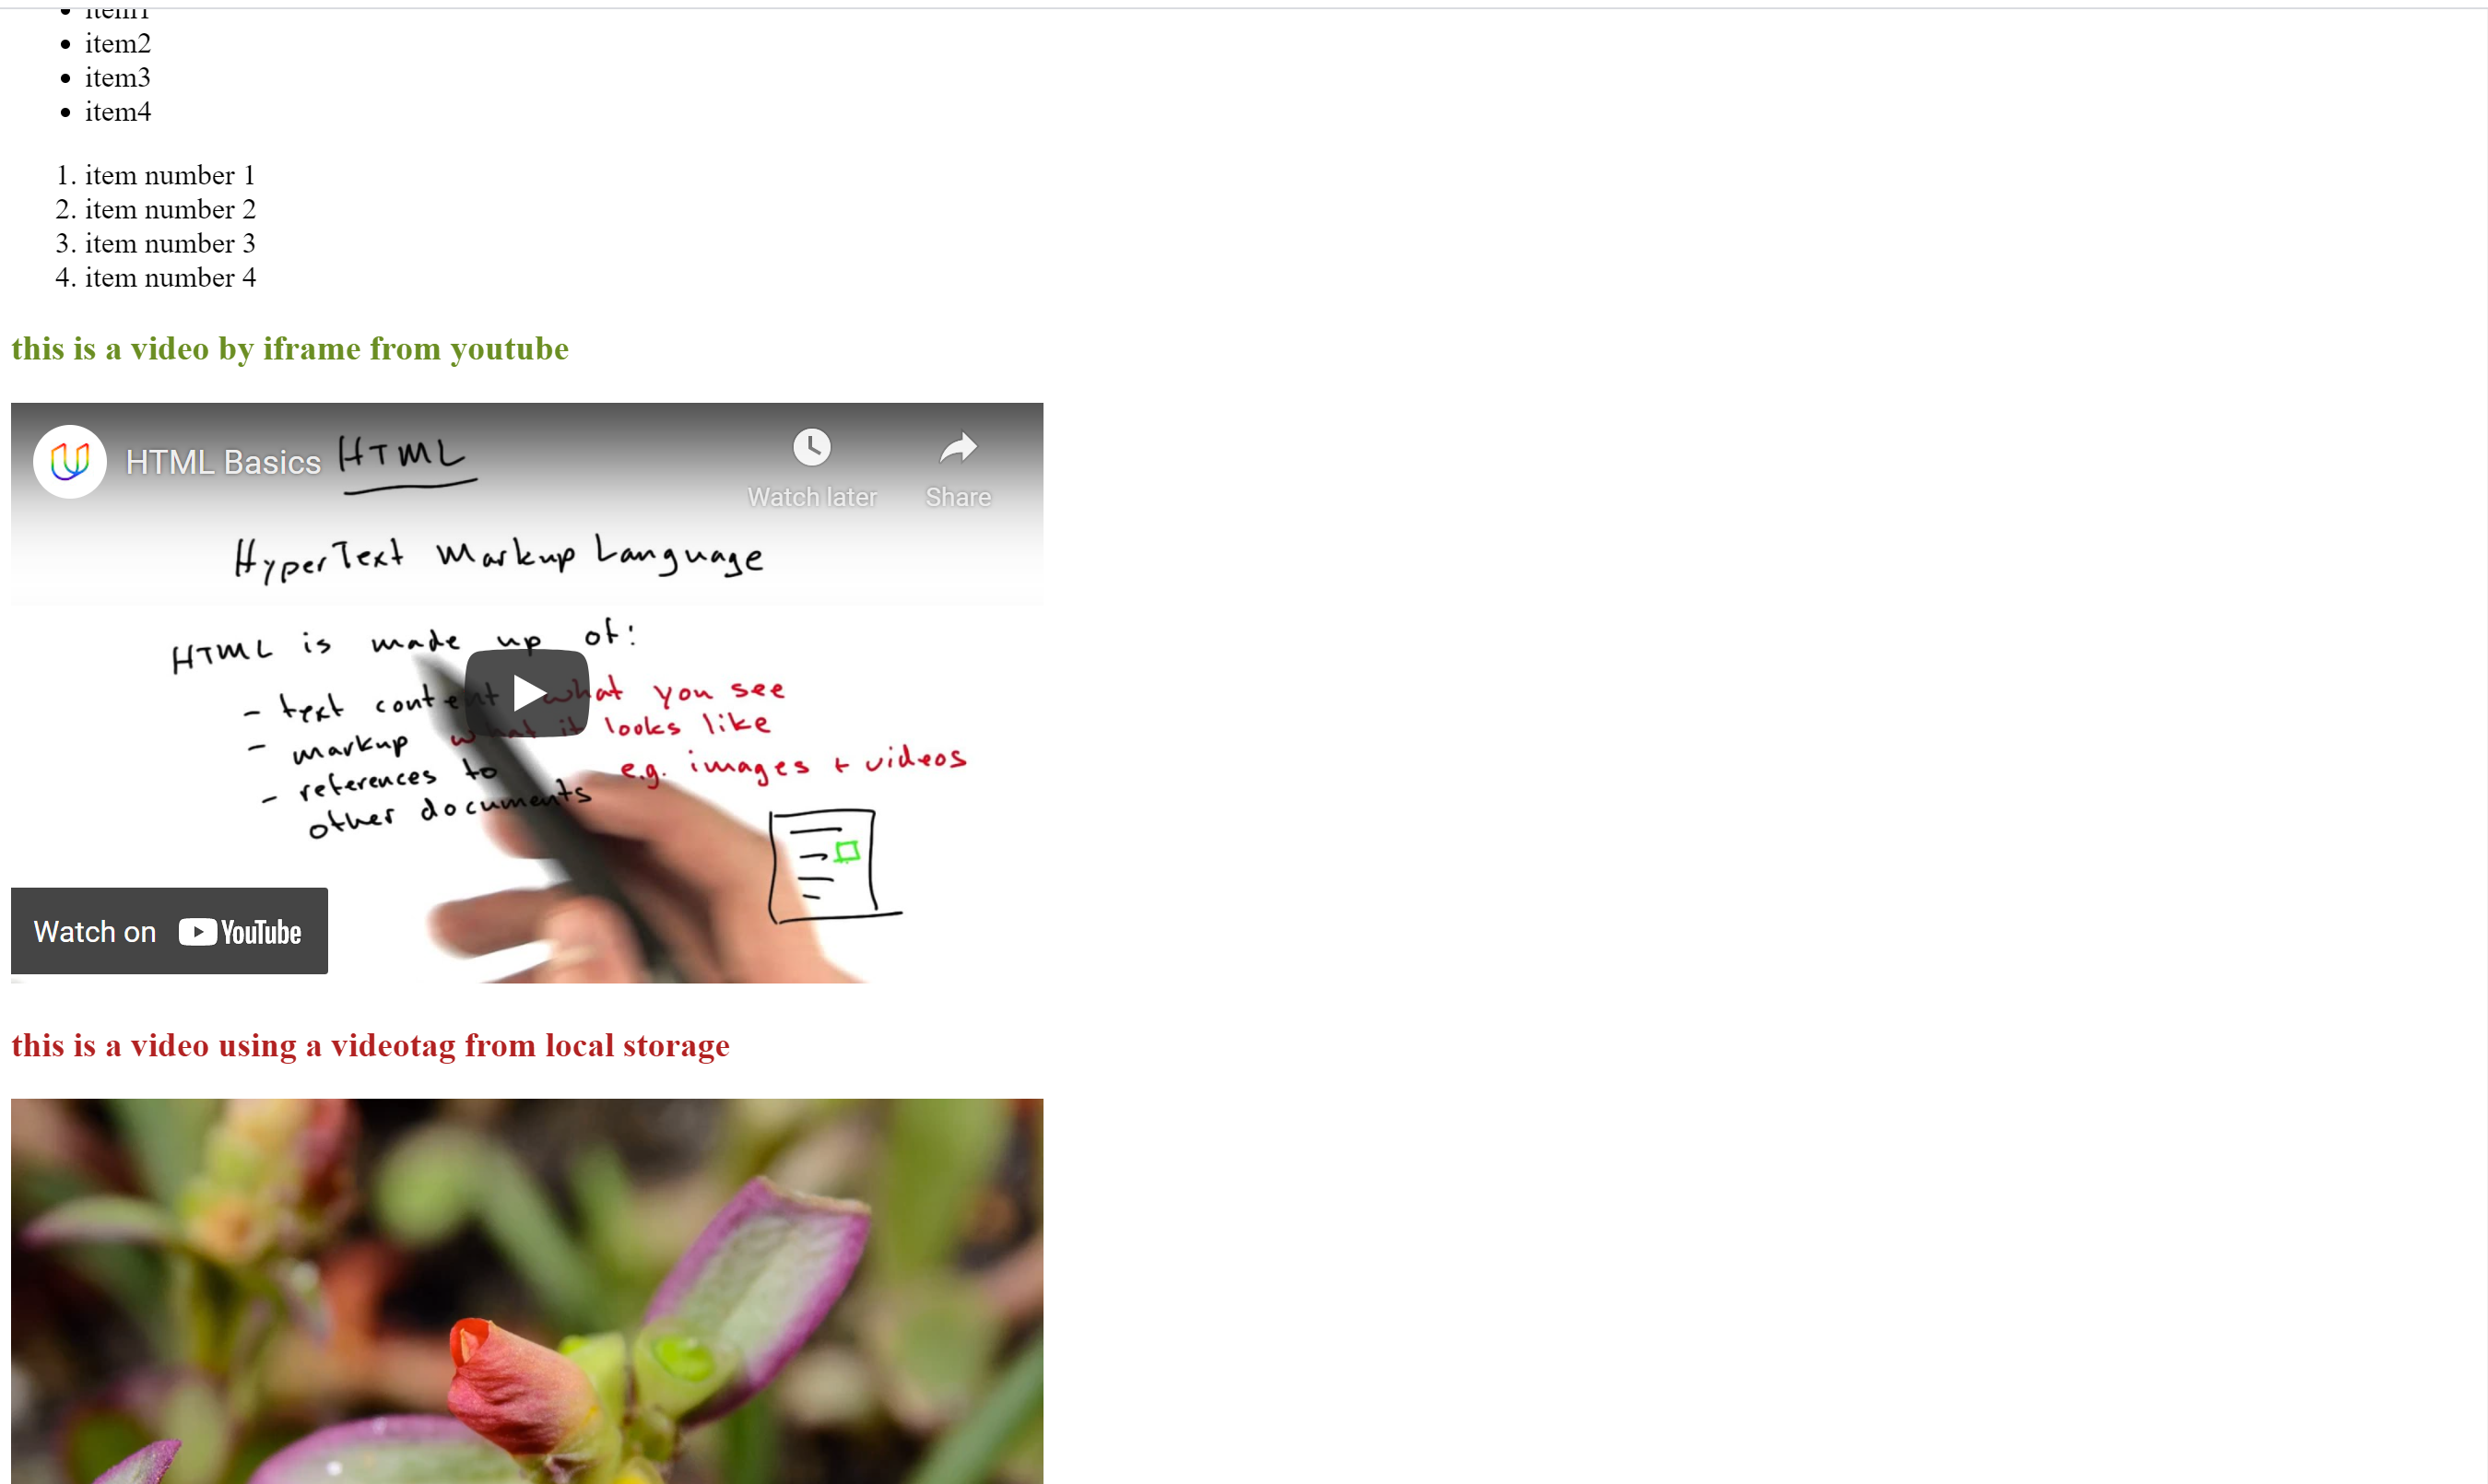 item1
item2
item3
item4
1. item number 1
2. item number 2
3. item number 3
4. item number 4
this is a video by iframe from youtube
HTML Basics HTML
Watch later Share
HyperText Markup Language
HTML is made up of:
- text content what you see
- markup what it looks like
- references to e.g. images + videos
other documents
Watch on YouTube
this is a video using a videotag from local storage